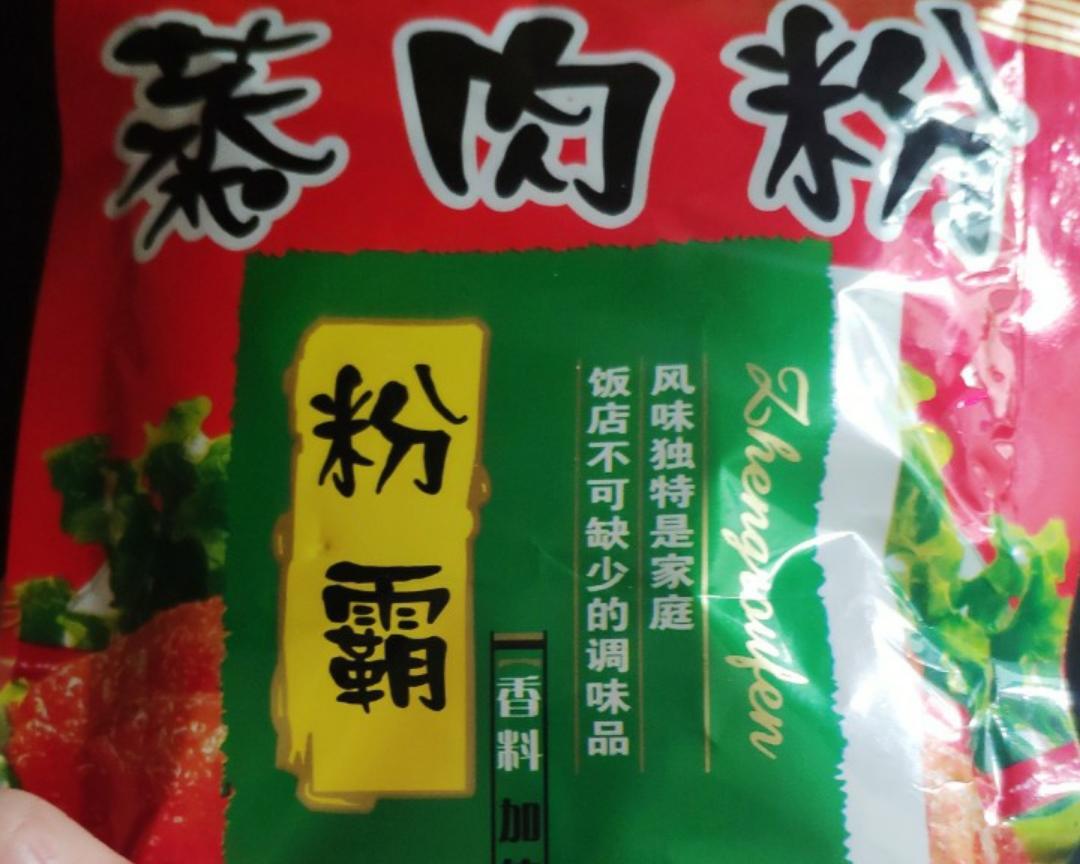 蒸肉粉
Zhengroufen
风味独特是家庭
饭店不可缺少的调味品
香料加
粉霸